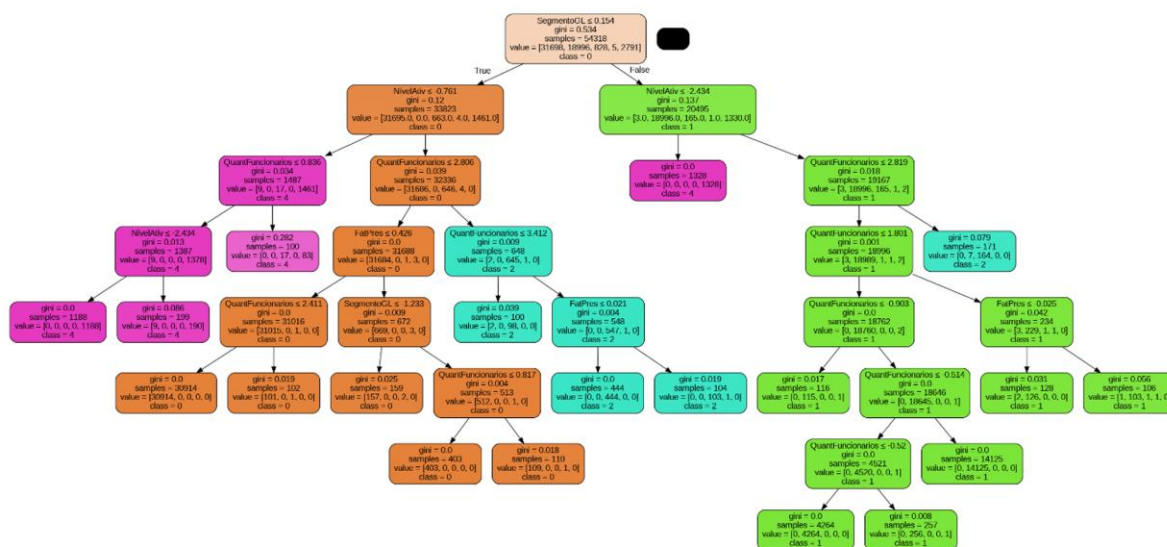 SegmentoGL ≤ 0.154
gini = 0.534
samples = 54318
value = [31698, 18996, 828, 5, 2791]
class = 0
True
False
NivelAtiv ≤ -0.761
gini = 0.12
samples = 33823
value = [31695.0, 0.0, 663.0, 4.0, 1461.0]
class = 0
NivelAtiv ≤ -2.434
gini = 0.137
samples = 20495
value = [3.0, 18996.0, 165.0, 1.0, 1330.0]
class = 1
QuantFuncionarios ≤ 0.836
gini = 0.034
samples = 1487
value = [9, 0, 17, 0, 1461]
class = 4
QuantFuncionarios ≤ 2.806
gini = 0.039
samples = 32336
value = [31686, 0, 646, 4, 0]
class = 0
gini = 0.0
samples = 1328
value = [0, 0, 0, 0, 1328]
class = 4
QuantFuncionarios ≤ 2.819
gini = 0.018
samples = 19167
value = [3, 18996, 165, 1, 2]
class = 1
NivelAtiv ≤ -2.434
gini = 0.013
samples = 1387
value = [9, 0, 0, 0, 1378]
class = 4
gini = 0.282
samples = 100
value = [0, 0, 17, 0, 83]
class = 4
FatPres ≤ 0.426
gini = 0.0
samples = 31688
value = [31684, 0, 1, 3, 0]
class = 0
QuantFuncionarios ≤ 3.412
gini = 0.009
samples = 648
value = [2, 0, 645, 1, 0]
class = 2
QuantFuncionarios ≤ 1.801
gini = 0.001
samples = 18996
value = [3, 18989, 1, 1, 2]
class = 1
gini = 0.079
samples = 171
value = [0, 7, 164, 0, 0]
class = 2
gini = 0.0
samples = 1188
value = [0, 0, 0, 0, 1188]
class = 4
gini = 0.086
samples = 199
value = [9, 0, 0, 0, 190]
class = 4
QuantFuncionarios ≤ 2.411
gini = 0.0
samples = 31016
value = [31015, 0, 1, 0, 0]
class = 0
SegmentoGL ≤ -1.233
gini = 0.009
samples = 672
value = [669, 0, 0, 3, 0]
class = 0
gini = 0.039
samples = 100
value = [2, 0, 98, 0, 0]
class = 2
FatPres ≤ 0.021
gini = 0.004
samples = 548
value = [0, 0, 547, 1, 0]
class = 2
QuantFuncionarios ≤ -0.903
gini = 0.0
samples = 18762
value = [0, 18760, 0, 0, 2]
class = 1
FatPres ≤ -0.025
gini = 0.042
samples = 234
value = [3, 229, 1, 1, 0]
class = 1
gini = 0.0
samples = 30914
value = [30914, 0, 0, 0, 0]
class = 0
gini = 0.019
samples = 102
value = [101, 0, 1, 0, 0]
class = 0
gini = 0.025
samples = 159
value = [157, 0, 0, 2, 0]
class = 0
QuantFuncionarios ≤ 0.817
gini = 0.004
samples = 513
value = [512, 0, 0, 1, 0]
class = 0
gini = 0.0
samples = 444
value = [0, 0, 444, 0, 0]
class = 2
gini = 0.019
samples = 104
value = [0, 0, 103, 1, 0]
class = 2
gini = 0.017
samples = 116
value = [0, 115, 0, 0, 1]
class = 1
QuantFuncionarios ≤ -0.514
gini = 0.0
samples = 18646
value = [0, 18645, 0, 0, 1]
class = 1
gini = 0.031
samples = 128
value = [2, 126, 0, 0, 0]
class = 1
gini = 0.056
samples = 106
value = [1, 103, 1, 1, 0]
class = 1
gini = 0.0
samples = 403
value = [403, 0, 0, 0, 0]
class = 0
gini = 0.018
samples = 110
value = [109, 0, 0, 1, 0]
class = 0
QuantFuncionarios ≤ -0.52
gini = 0.0
samples = 4521
value = [0, 4520, 0, 0, 1]
class = 1
gini = 0.0
samples = 14125
value = [0, 14125, 0, 0, 0]
class = 1
gini = 0.0
samples = 4264
value = [0, 4264, 0, 0, 0]
class = 1
gini = 0.008
samples = 257
value = [0, 256, 0, 0, 1]
class = 1